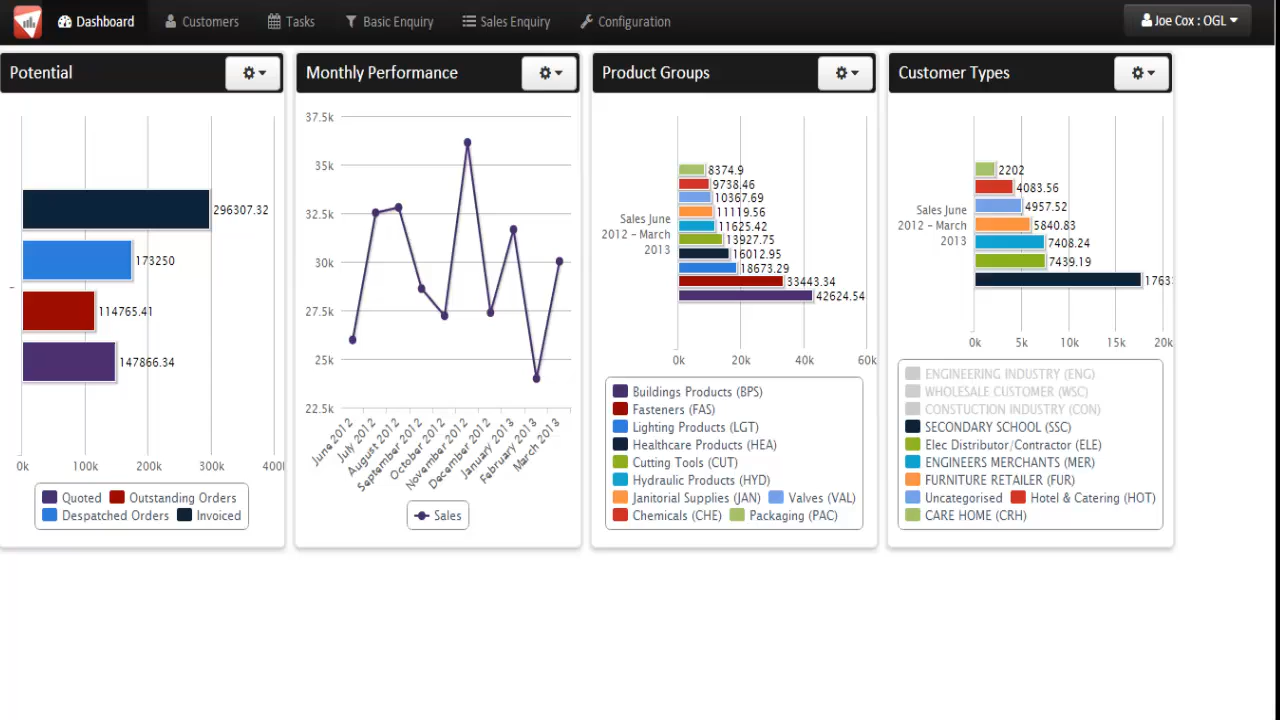 Dashboard Customers Tasks Basic Enquiry Sales Enquiry Configuration Joe Cox : OGL
Potential
296307.32
173250
114765.41
147866.34
0k 100k 200k 300k 400k
Quoted Outstanding Orders
Despatched Orders Invoiced
Monthly Performance
37.5k
35k
32.5k
30k
27.5k
25k
22.5k
June 2012
July 2012
August 2012
September 2012
October 2012
November 2012
December 2012
January 2013
February 2013
March 2013
Sales
Product Groups
Sales June
2012 – March
2013
8374.9
9738.46
10367.69
11119.56
11625.42
13927.75
16012.95
18673.29
33443.34
42624.54
0k 20k 40k 60k
Buildings Products (BPS)
Fasteners (FAS)
Lighting Products (LGT)
Healthcare Products (HEA)
Cutting Tools (CUT)
Hydraulic Products (HYD)
Janitorial Supplies (JAN) Valves (VAL)
Chemicals (CHE) Packaging (PAC)
Customer Types
Sales June
2012 – March
2013
2202
4083.56
4957.52
5840.83
7408.24
7439.19
1763
0k 5k 10k 15k 20k
ENGINEERING INDUSTRY (ENG)
WHOLESALE CUSTOMER (WSC)
CONSTUCTION INDUSTRY (CON)
SECONDARY SCHOOL (SSC)
Elec Distributor/Contractor (ELE)
ENGINEERS MERCHANTS (MER)
FURNITURE RETAILER (FUR)
Uncategorised Hotel & Catering (HOT)
CARE HOME (CRH)